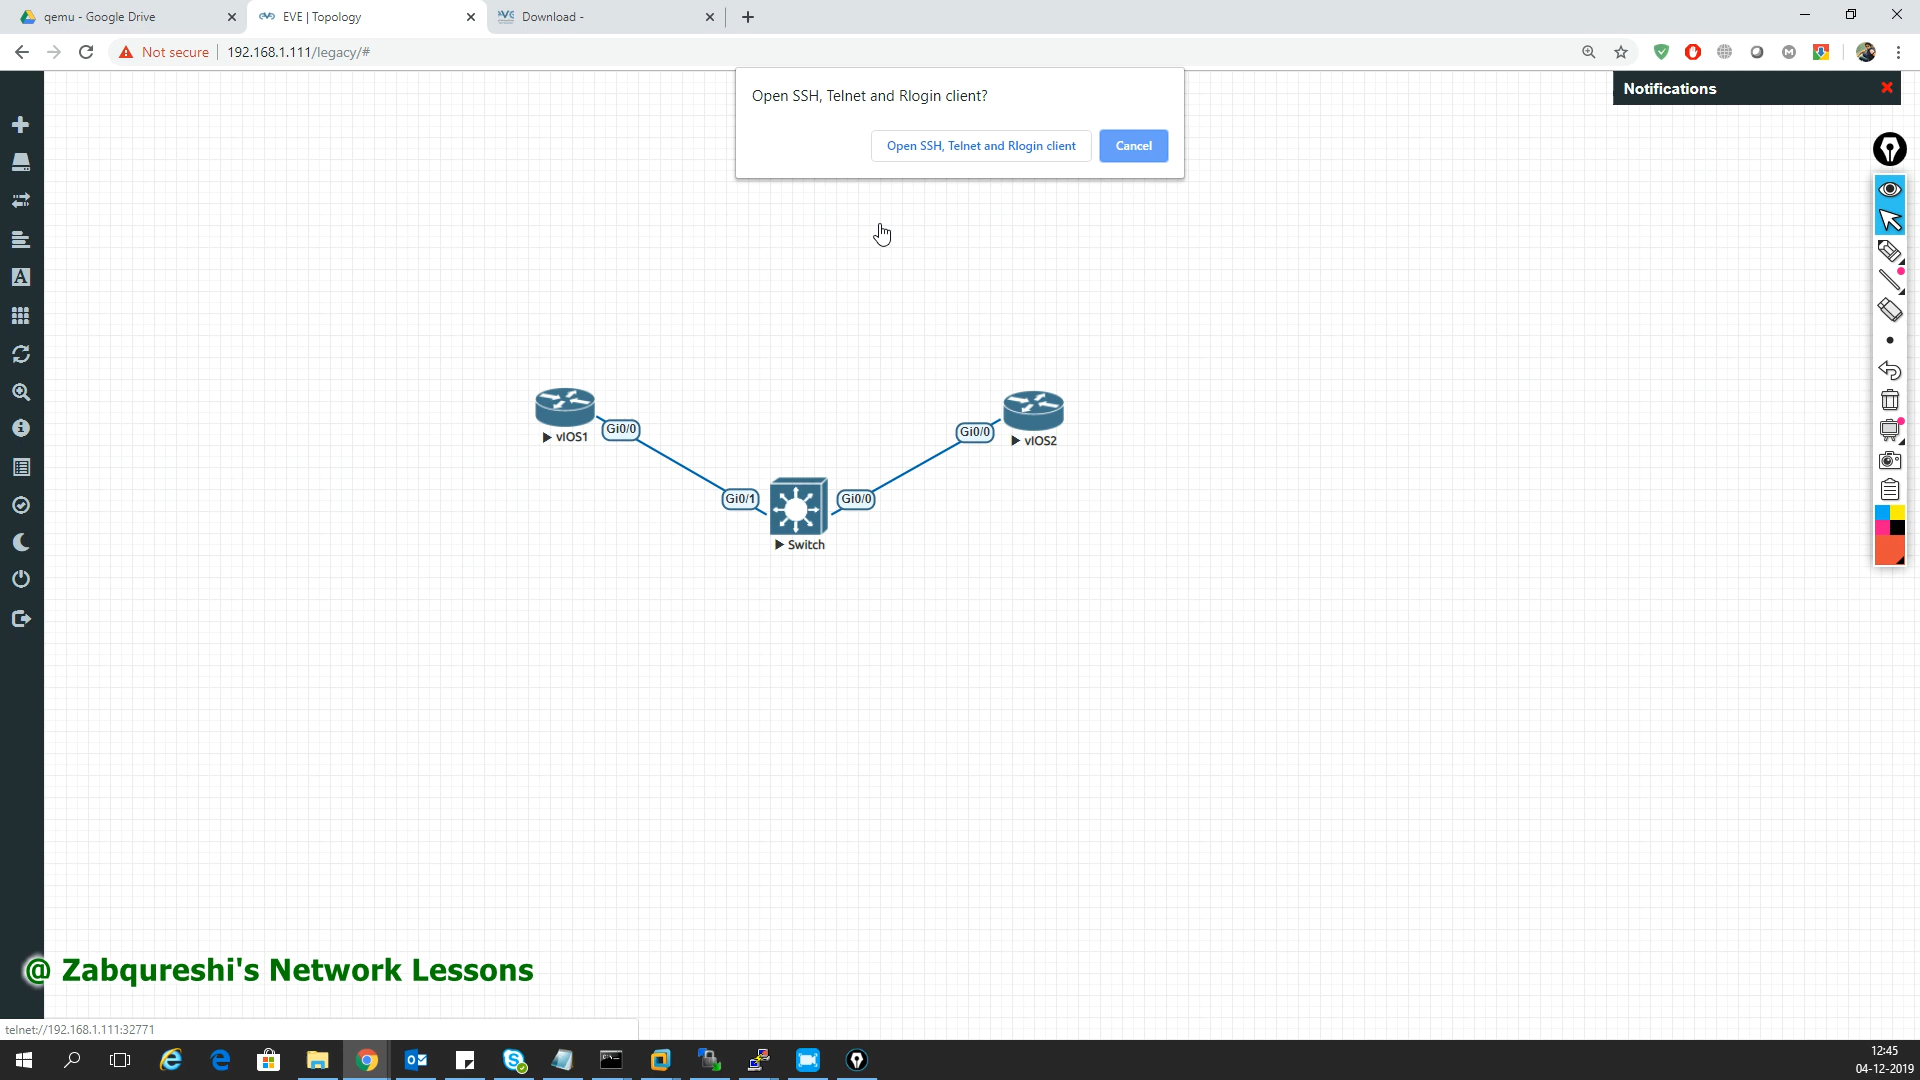 qemu - Google Drive
EVE | Topology
Download -
Not secure
192.168.1.111/legacy/#
Open SSH, Telnet and Rlogin client?
Open SSH, Telnet and Rlogin client
Cancel
Notifications
vIOS1
Gi0/0
Gi0/0
vIOS2
Gi0/1
Gi0/0
Switch
@ Zabqureshi's Network Lessons
telnet://192.168.1.111:32771
12:45
04-12-2019